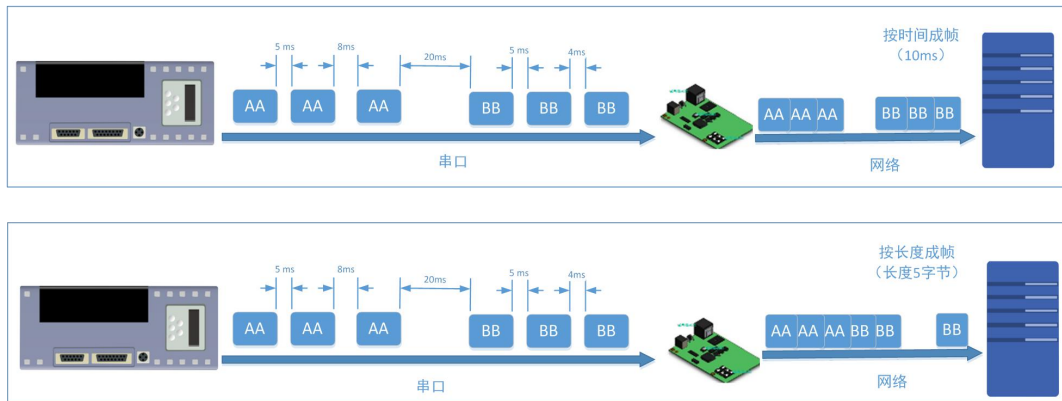 按时间成帧
（10ms）
5 ms
8ms
20ms
5 ms
4ms
AA
AA
AA
BB
BB
BB
AA AA AA
BB BB BB
串口
网络
按长度成帧
（长度5字节）
5 ms
8ms
20ms
5 ms
4ms
AA
AA
AA
BB
BB
BB
AA AA AA BB BB
BB
串口
网络